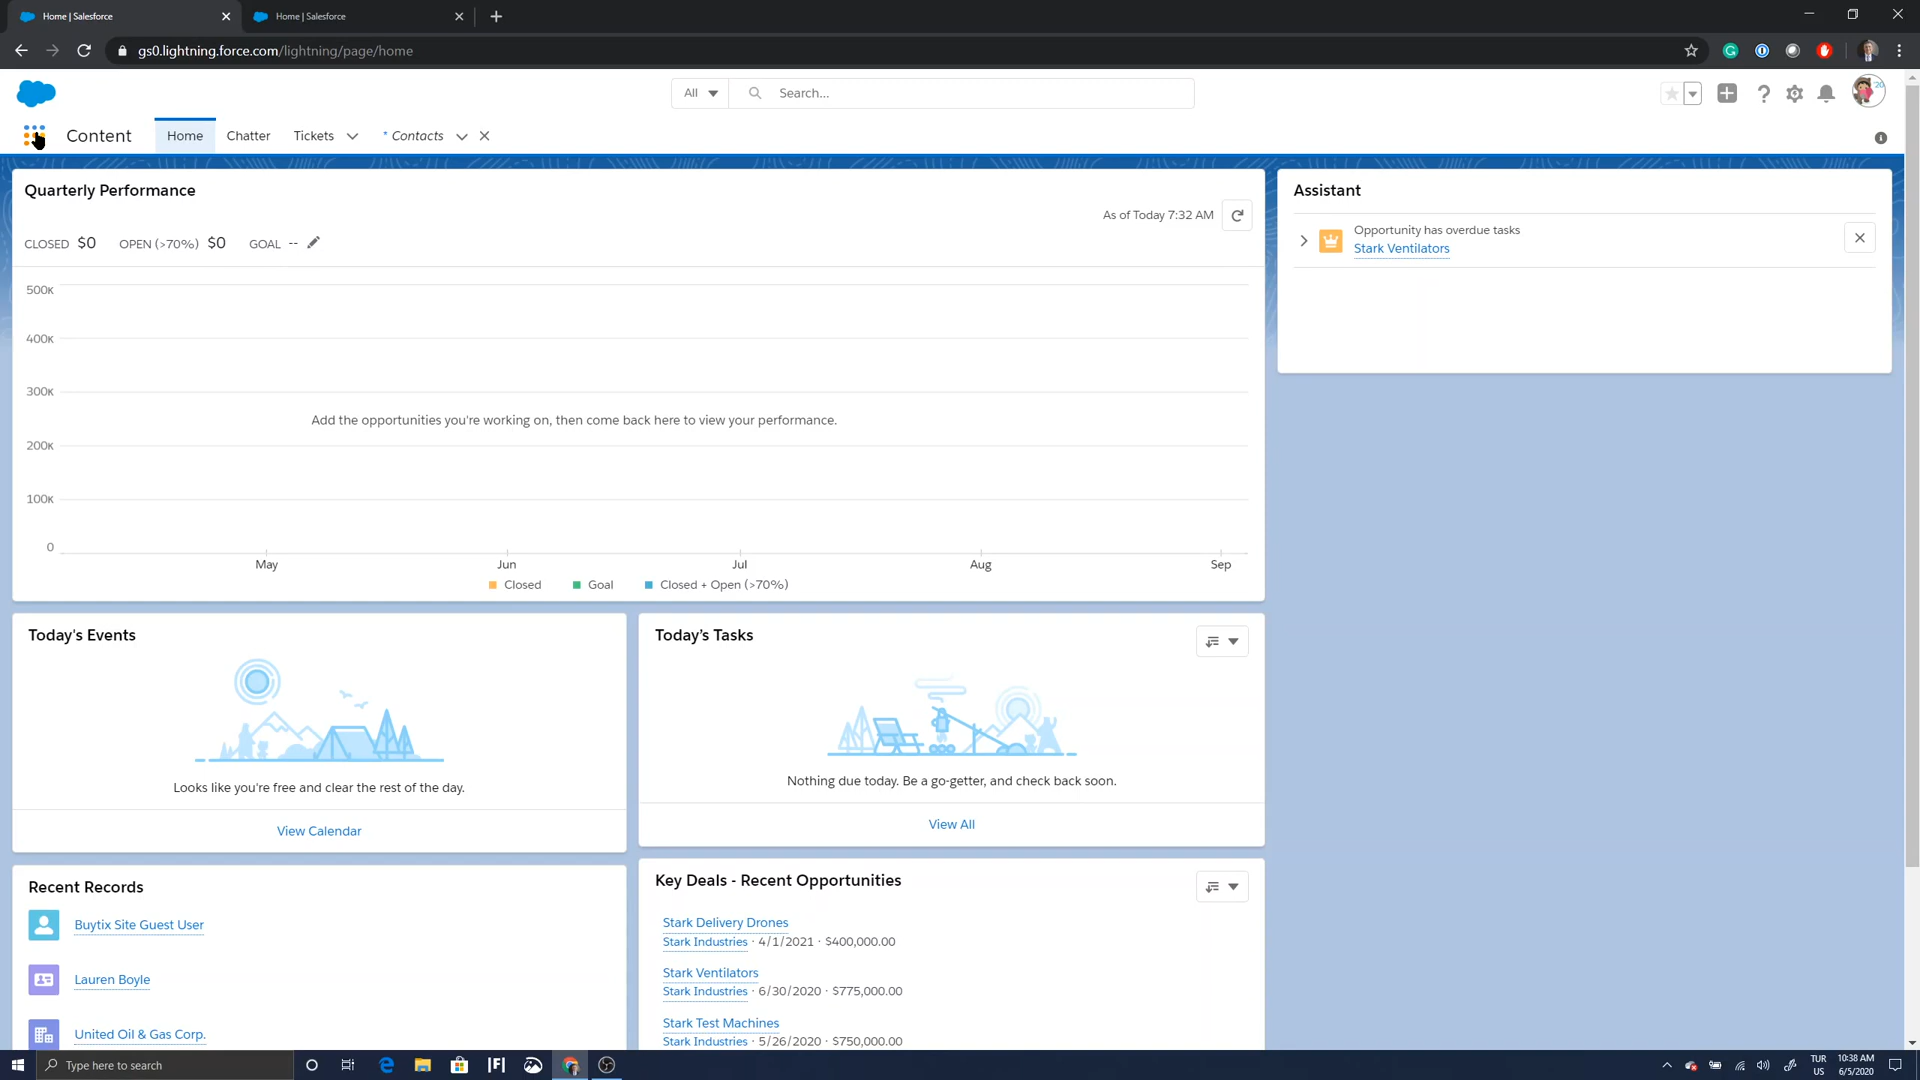 Home | Salesforce
Home | Salesforce
gs0.lightning.force.com/lightning/page/home
All
Search...
Content
Home
Chatter
Tickets
* Contacts
Quarterly Performance
As of Today 7:32 AM
CLOSED $0 OPEN (>70%) $0 GOAL --
500K
400K
300K
Add the opportunities you're working on, then come back here to view your performance.
200K
100K
0
May Jun Jul Aug Sep
Closed Goal Closed + Open (>70%)
Assistant
Opportunity has overdue tasks
Stark Ventilators
Today's Events
Looks like you're free and clear the rest of the day.
View Calendar
Today's Tasks
Nothing due today. Be a go-getter, and check back soon.
View All
Recent Records
Buytix Site Guest User
Lauren Boyle
United Oil & Gas Corp.
Key Deals - Recent Opportunities
Stark Delivery Drones
Stark Industries · 4/1/2021 · $400,000.00
Stark Ventilators
Stark Industries · 6/30/2020 · $775,000.00
Stark Test Machines
Stark Industries · 5/26/2020 · $750,000.00
Type here to search
TUR
US
10:38 AM
6/5/2020